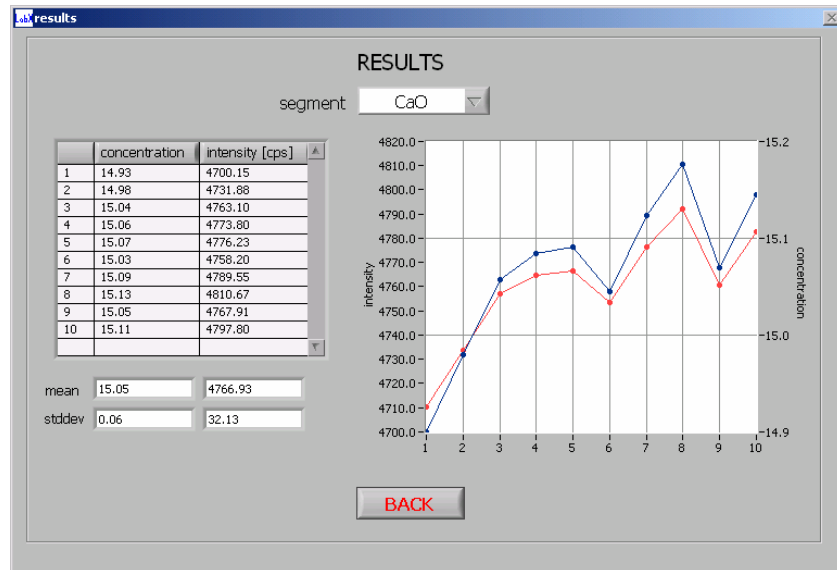 LabX results
RESULTS
segment CaO
concentration intensity [cps]
1 14.93 4700.15
2 14.98 4731.88
3 15.04 4763.10
4 15.06 4773.80
5 15.07 4776.23
6 15.03 4758.20
7 15.09 4789.55
8 15.13 4810.67
9 15.05 4767.91
10 15.11 4797.80
mean 15.05 4766.93
stddev 0.06 32.13
intensity
4820.0
4810.0
4800.0
4790.0
4780.0
4770.0
4760.0
4750.0
4740.0
4730.0
4720.0
4710.0
4700.0
1 2 3 4 5 6 7 8 9 10
15.2
15.1
15.0
14.9
concentration
BACK